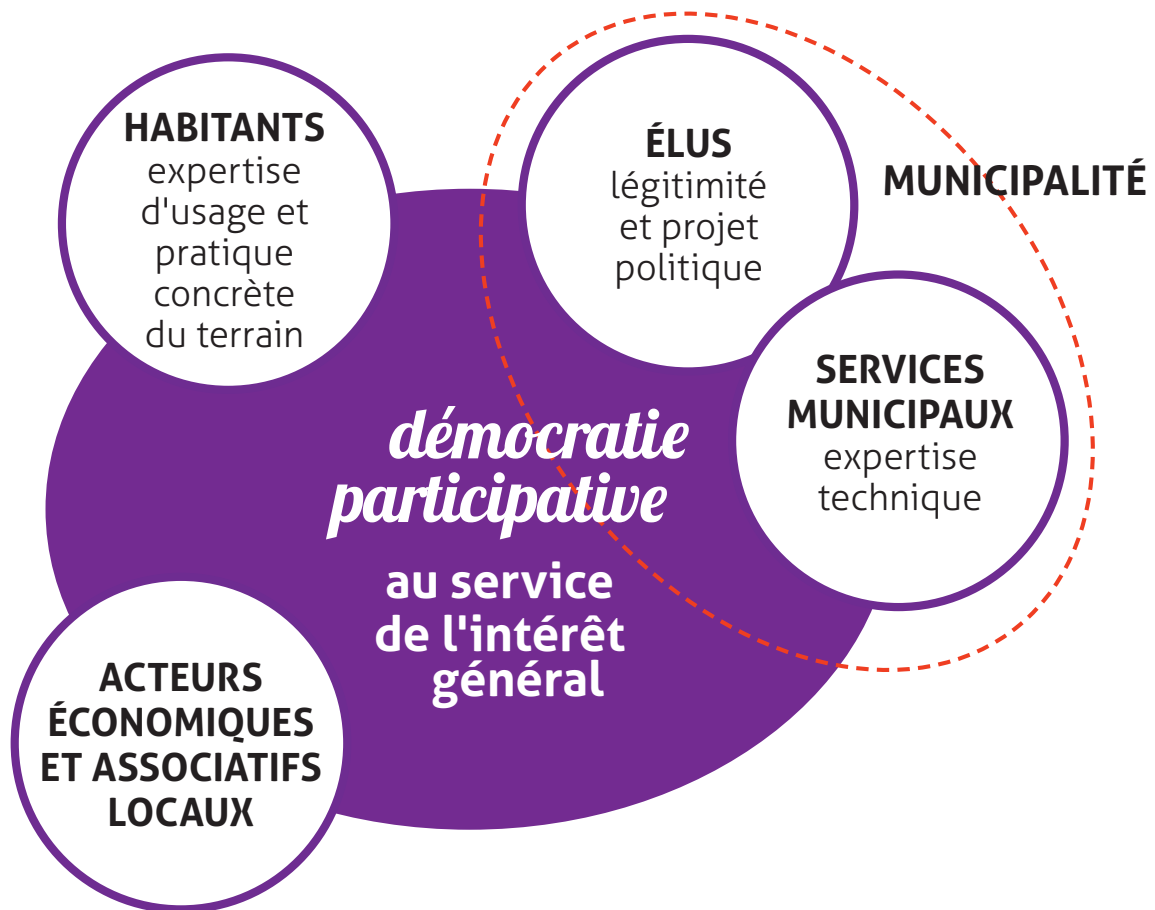 HABITANTS
expertise
d'usage et
pratique
concrète
du terrain
ÉLUS
légitimité
et projet
politique
MUNICIPALITÉ
SERVICES
MUNICIPAUX
expertise
technique
démocratie
participative
au service
de l'intérêt
général
ACTEURS
ÉCONOMIQUES
ET ASSOCIATIFS
LOCAUX